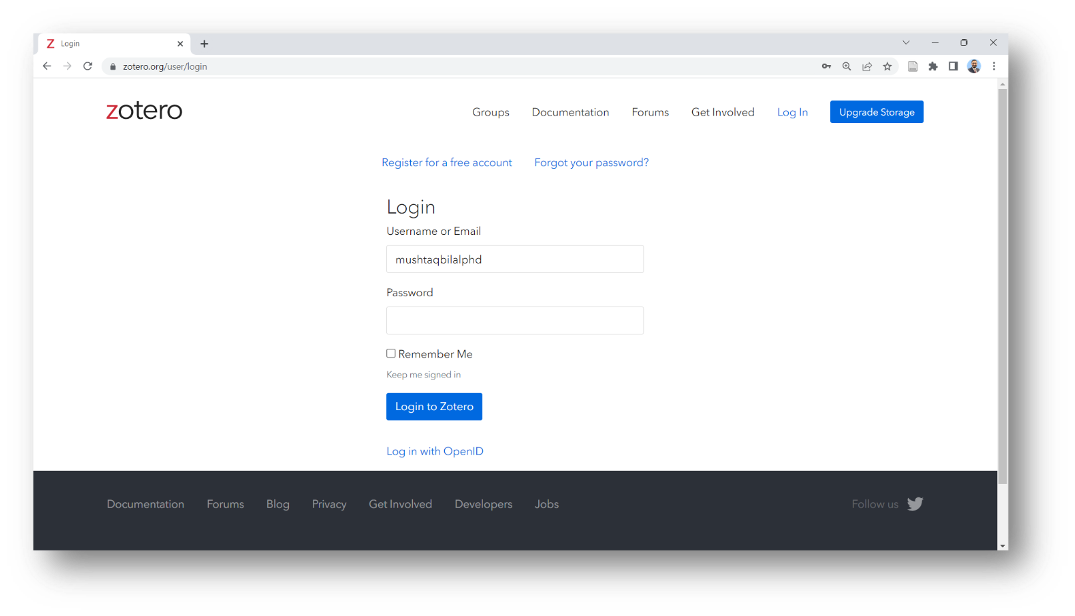 Login
zotero.org/user/login
zotero
Groups Documentation Forums Get Involved Log In Upgrade Storage
Register for a free account Forgot your password?
Login
Username or Email
mushtaqbilalphd
Password
Remember Me
Keep me signed in
Login to Zotero
Log in with OpenID
Documentation Forums Blog Privacy Get Involved Developers Jobs Follow us